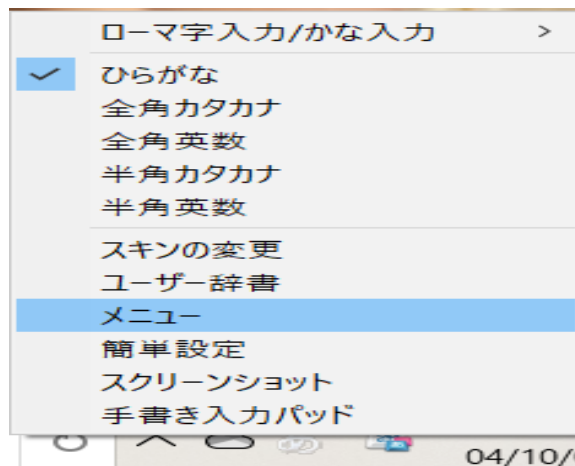 ローマ字入力/かな入力 >
ひらがな
全角カタカナ
全角英数
半角カタカナ
半角英数
スキンの変更
ユーザー辞書
メニュー
簡単設定
スクリーンショット
手書き入力パッド
04/10/